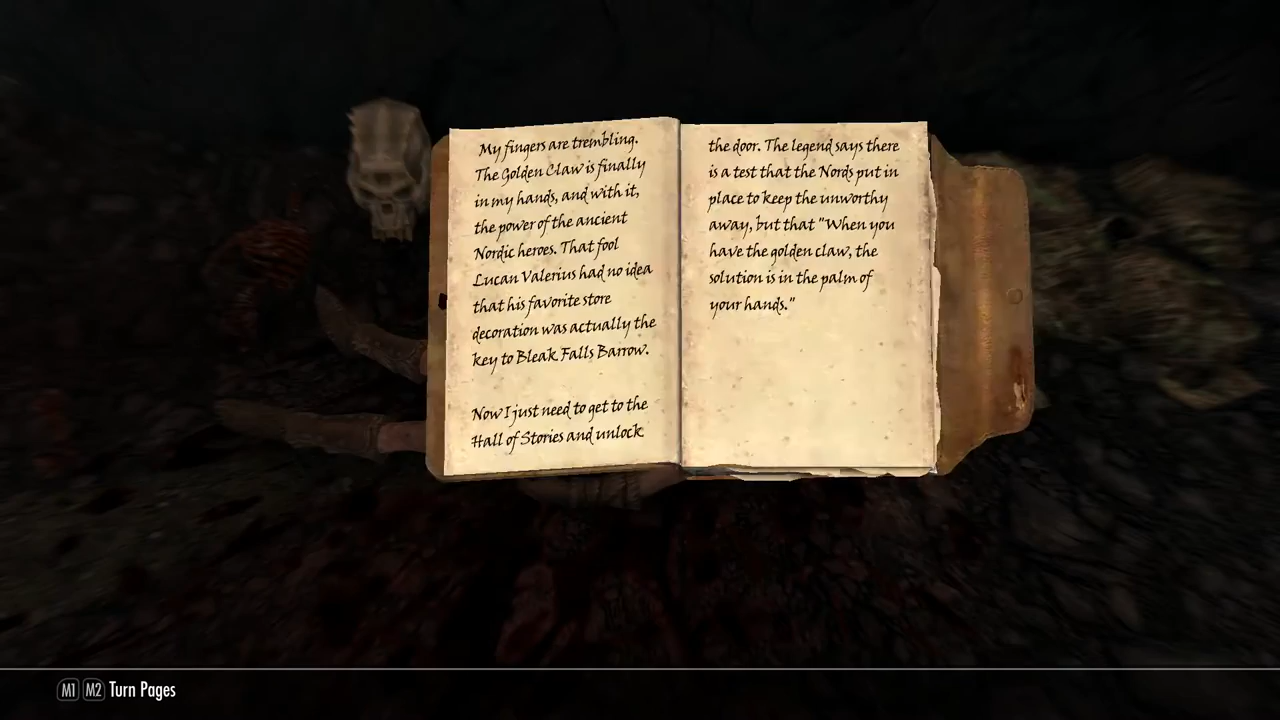 My fingers are trembling.
The Golden Claw is finally
in my hands, and with it,
the power of the ancient
Nordic heroes. That fool
Lucan Valerius had no idea
that his favorite store
decoration was actually the
key to Bleak Falls Barrow.
Now I just need to get to the
Hall of Stories and unlock
the door. The legend says there
is a test that the Nords put in
place to keep the unworthy
away, but that "When you
have the golden claw, the
solution is in the palm of
your hands."
M1 M2 Turn Pages